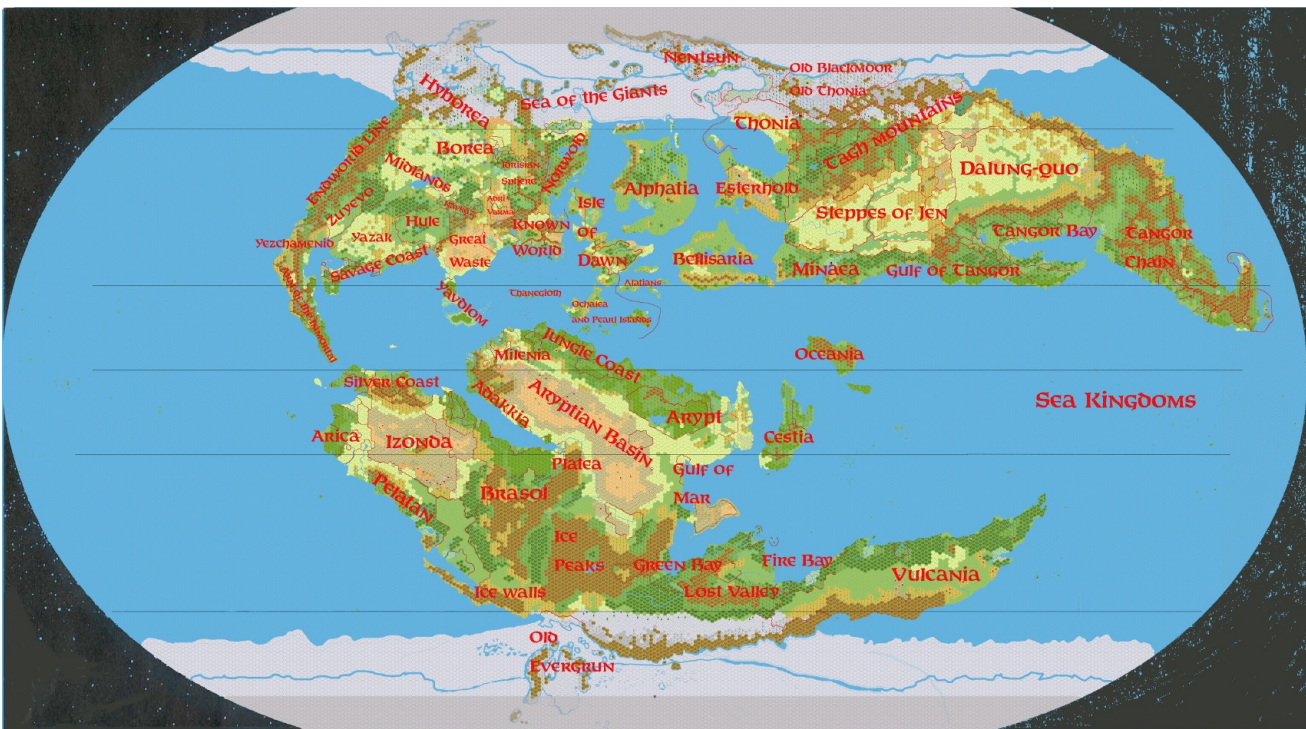 Nentsun
Old Blackmoor
Old Thonia
Hyborea
Sea of the Giants
Thonia
Tagh Mountains
Endworld Line
Borea
Norwold
Dalung-quo
Midlands
Alphatia
Esterhold
Zuyevo
Isle
of
Dawn
Steppes of Jen
Hule
Adri
Varma
Known
World
Yazak
Great
Waste
Yezchamenid
Savage Coast
Bellisaria
Tangor Bay
Tangor
Chain
Minaea
Gulf of Tangor
Alatians
Yavdlom
Thanegioth
Ochalea
and Pearl Islands
Jungle Coast
Milenia
Oceania
Silver Coast
Adakkia
Aryptian Basin
Sea Kingdoms
Arypt
Arica
Izonda
Cestia
Platea
Gulf of
Mar
Pelatan
Brasol
Ice
Peaks
Green Bay
Fire Bay
Vulcania
Ice walls
Lost Valley
Old
Evergrun